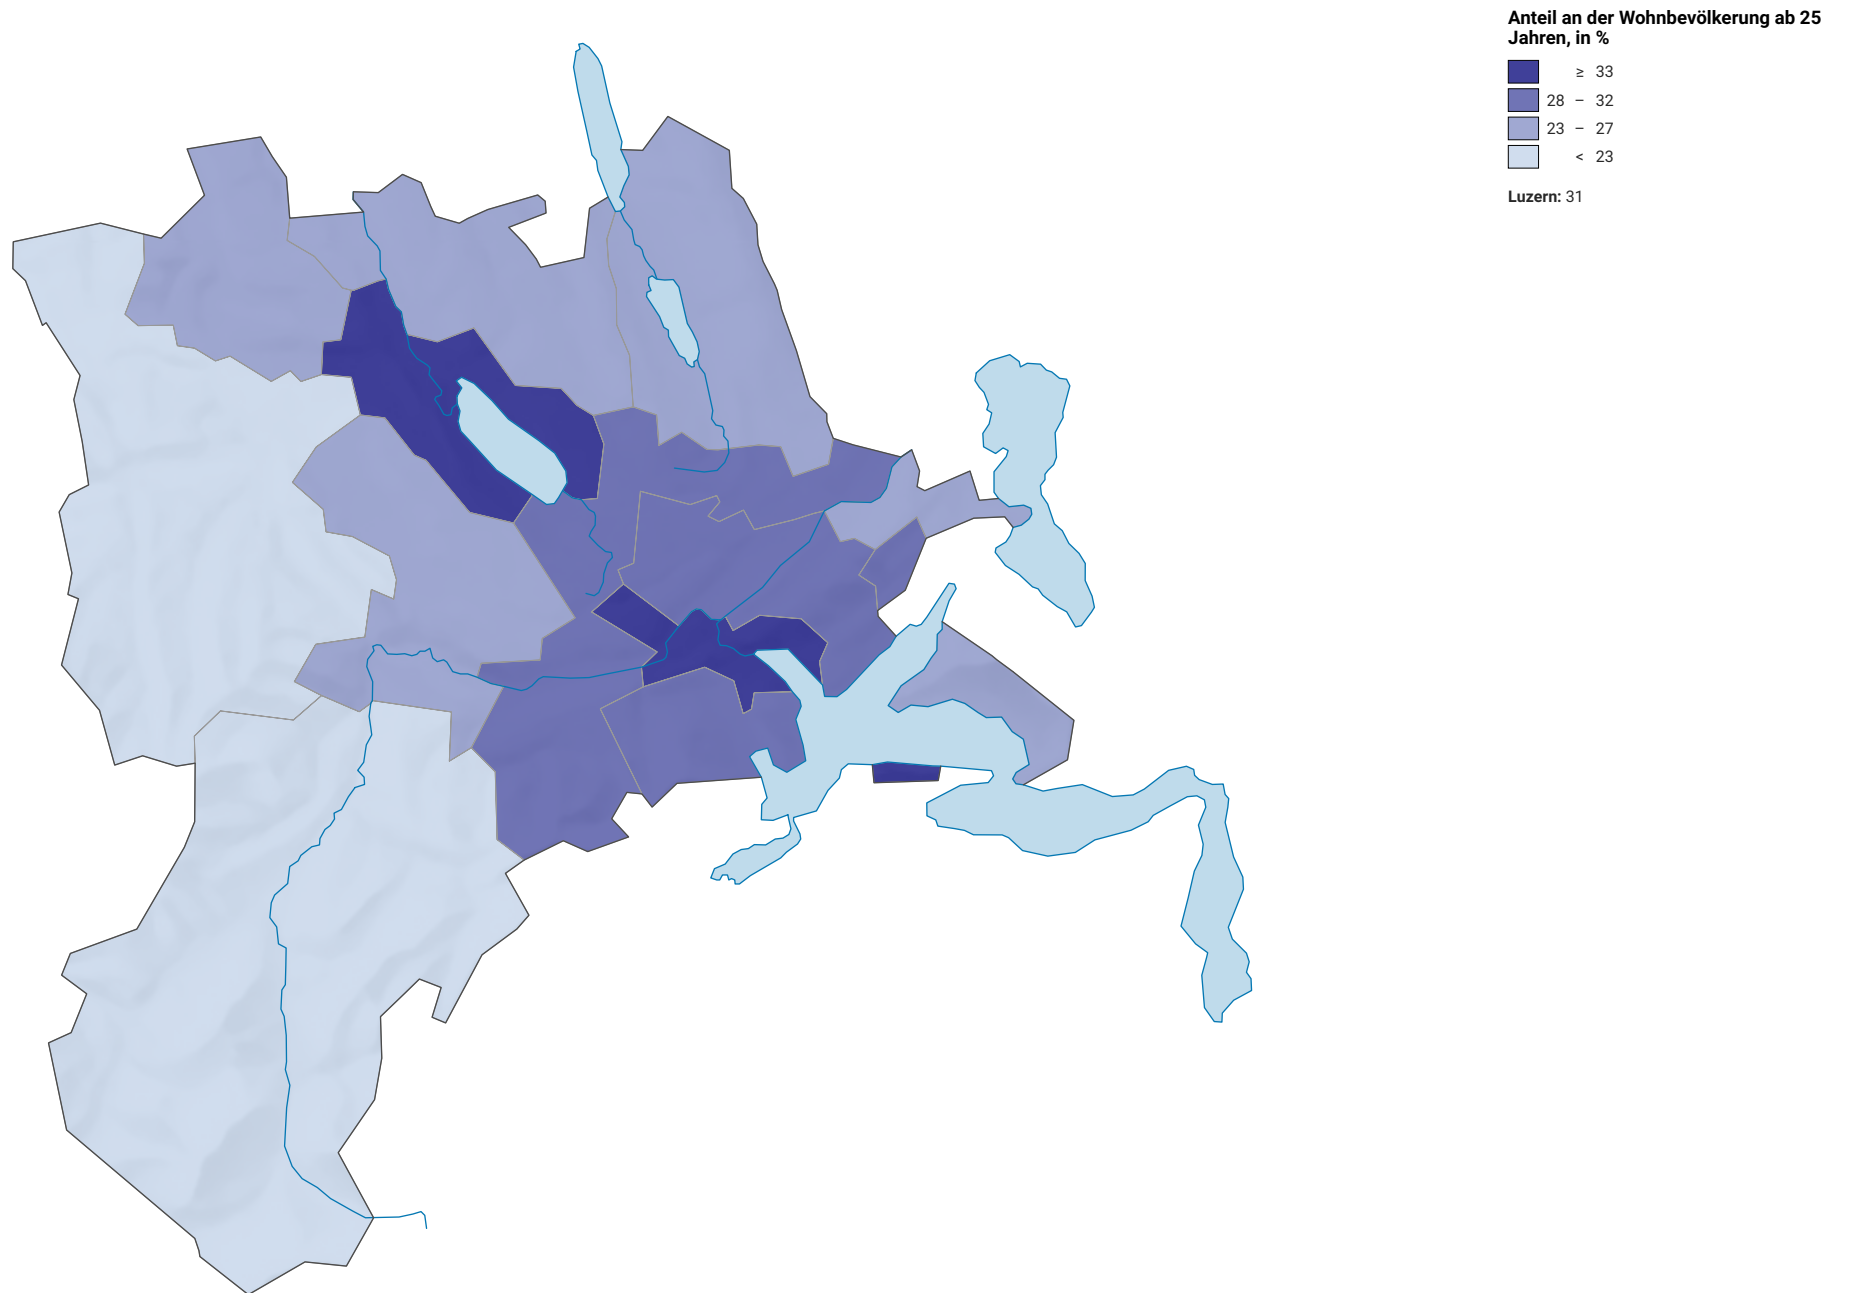 Anteil an der Wohnbevölkerung ab 25
Jahren, in %
≥ 33
28 – 32
23 – 27
< 23
Luzern: 31